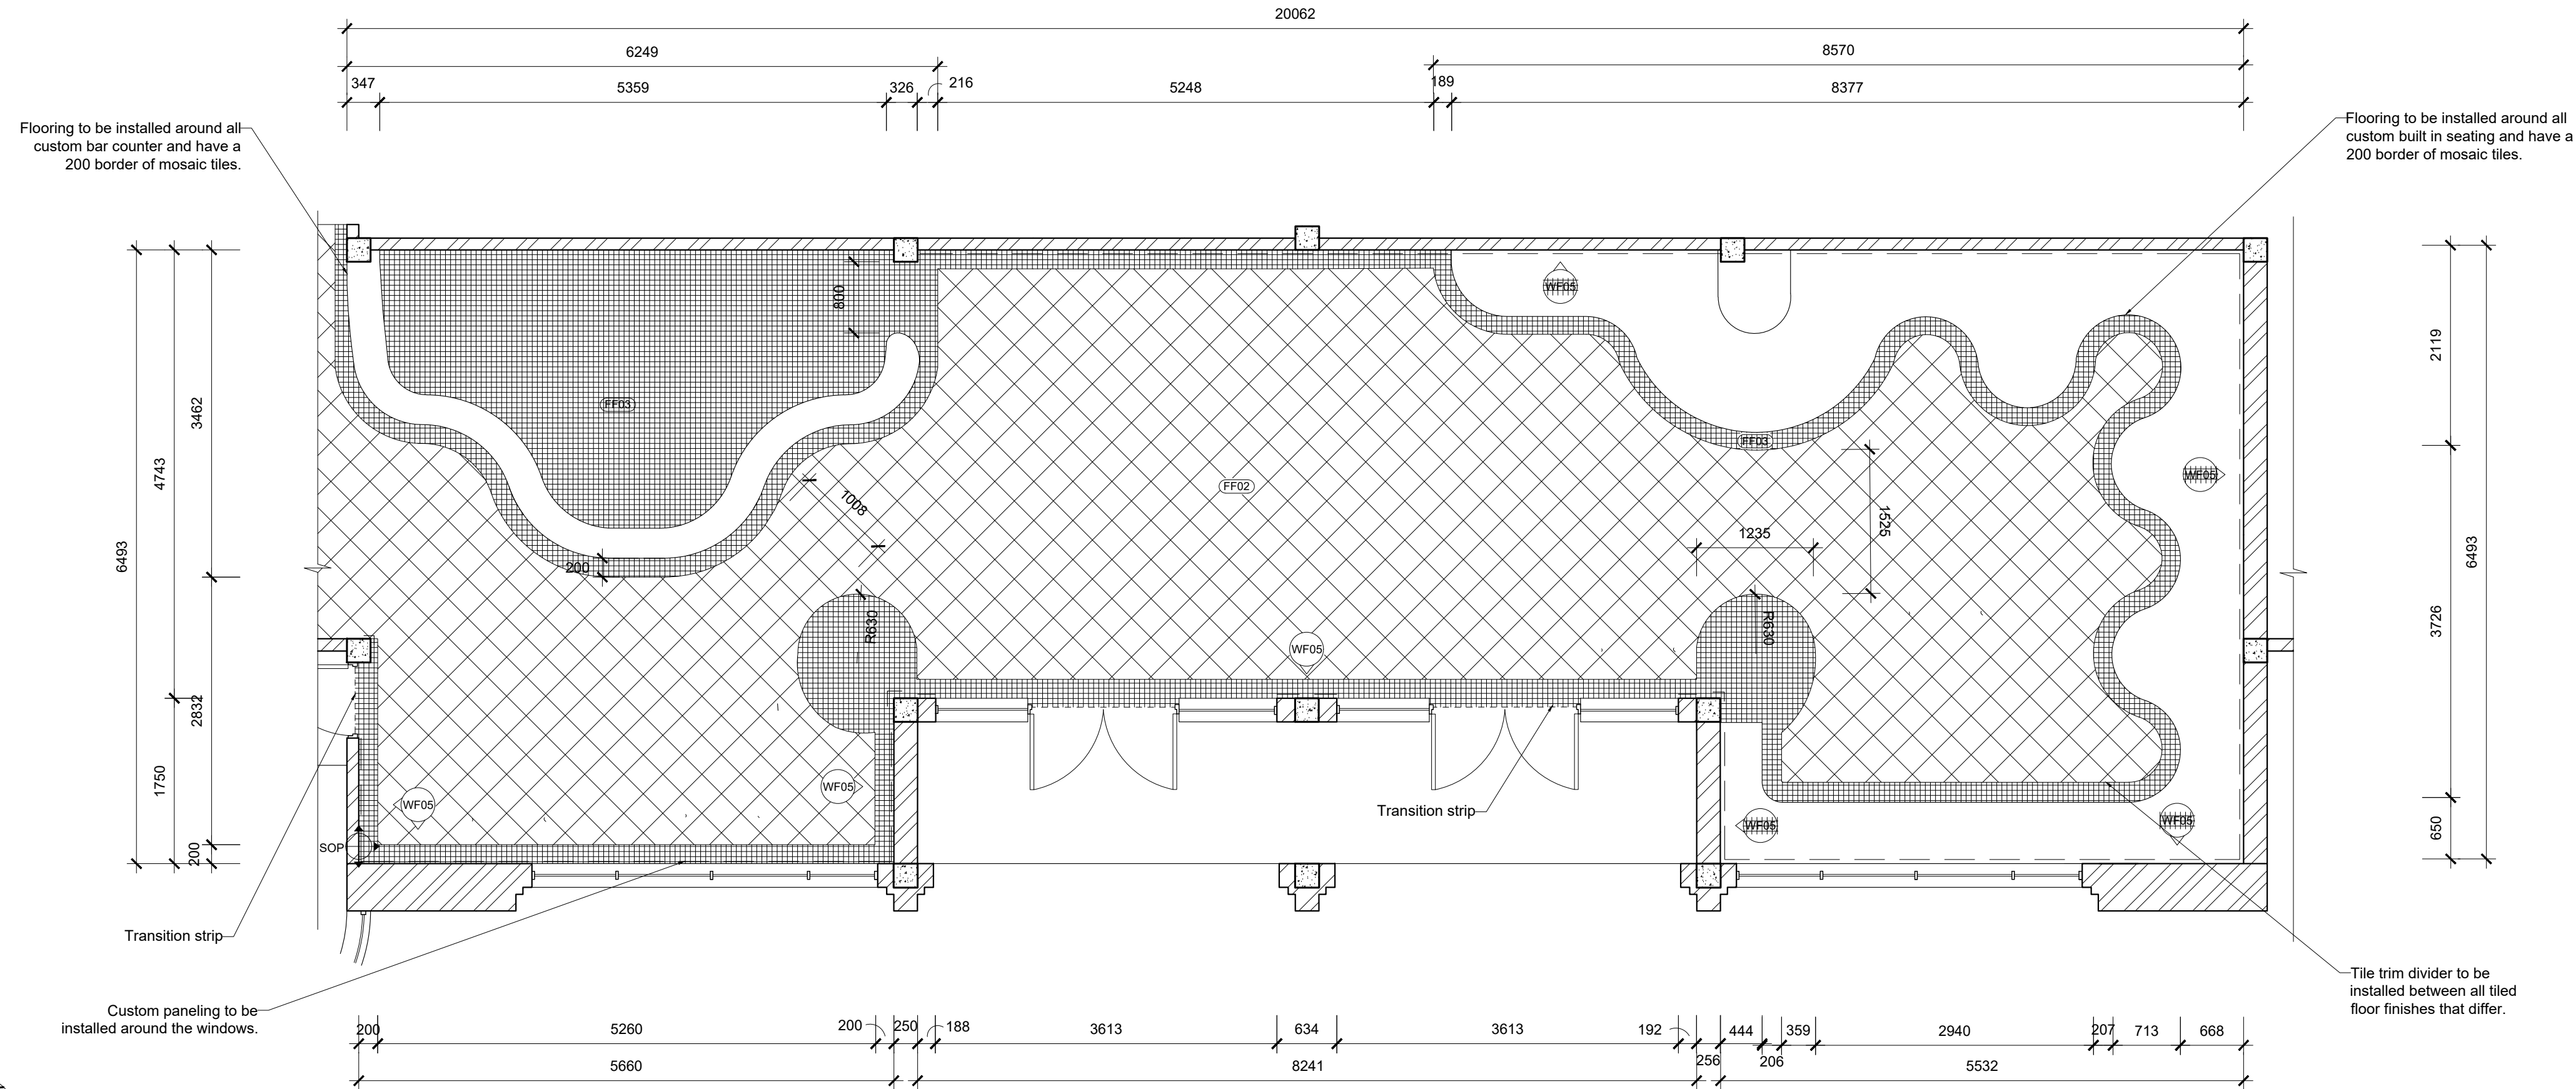 20062
6249
8570
347
5359
326
216
5248
189
8377
Flooring to be installed around all
custom bar counter and have a
200 border of mosaic tiles.
Flooring to be installed around all
custom built in seating and have a
200 border of mosaic tiles.
WF05
800
2119
FF03
3462
FF03
4743
WF05
FF02
1008
1525
1235
6493
6493
200
R630
R630
3726
WF05
2832
1750
WF05
WF05
Transition strip
WF05
WF05
650
SOP
200
Transition strip
Tile trim divider to be
installed between all tiled
floor finishes that differ.
Custom paneling to be
installed around the windows.
200
5260
200
250
188
3613
634
3613
192
444
359
2940
207
713
668
256
206
5660
8241
5532